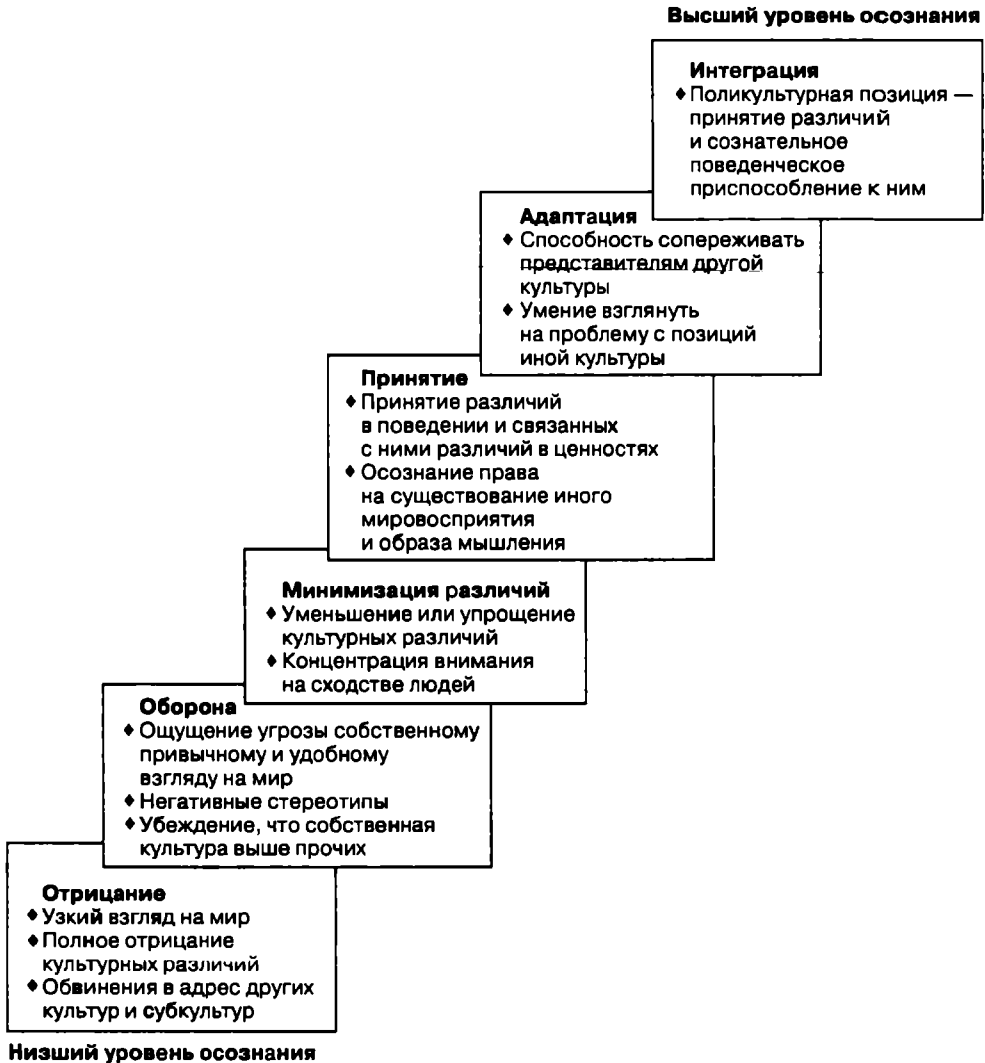 Высший уровень осознания
Интеграция
♦ Поликультурная позиция —
принятие различий
и сознательное
поведенческое
приспособление к ним
Адаптация
♦ Способность сопереживать
представителям другой
культуры
♦ Умение взглянуть
на проблему с позиций
иной культуры
Принятие
♦ Принятие различий
в поведении и связанных
с ними различий в ценностях
♦ Осознание права
на существование иного
мировосприятия
и образа мышления
Минимизация различий
♦ Уменьшение или упрощение
культурных различий
♦ Концентрация внимания
на сходстве людей
Оборона
♦ Ощущение угрозы собственному
привычному и удобному
взгляду на мир
♦ Негативные стереотипы
♦ Убеждение, что собственная
культура выше прочих
Отрицание
♦ Узкий взгляд на мир
♦ Полное отрицание
культурных различий
♦ Обвинения в адрес других
культур и субкультур
Низший уровень осознания